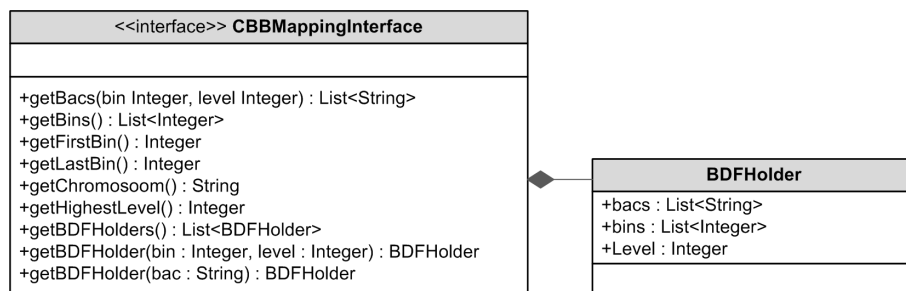 <<interface>> CBBMappingInterface
+getBacs(bin Integer, level Integer) : List<String>
+getBins() : List<Integer>
+getFirstBin() : Integer
+getLastBin() : Integer
+getChromosoom() : String
+getHighestLevel() : Integer
+getBDFHolders() : List<BDFHolder>
+getBDFHolder(bin : Integer, level : Integer) : BDFHolder
+getBDFHolder(bac : String) : BDFHolder
BDFHolder
+bacs : List<String>
+bins : List<Integer>
+Level : Integer